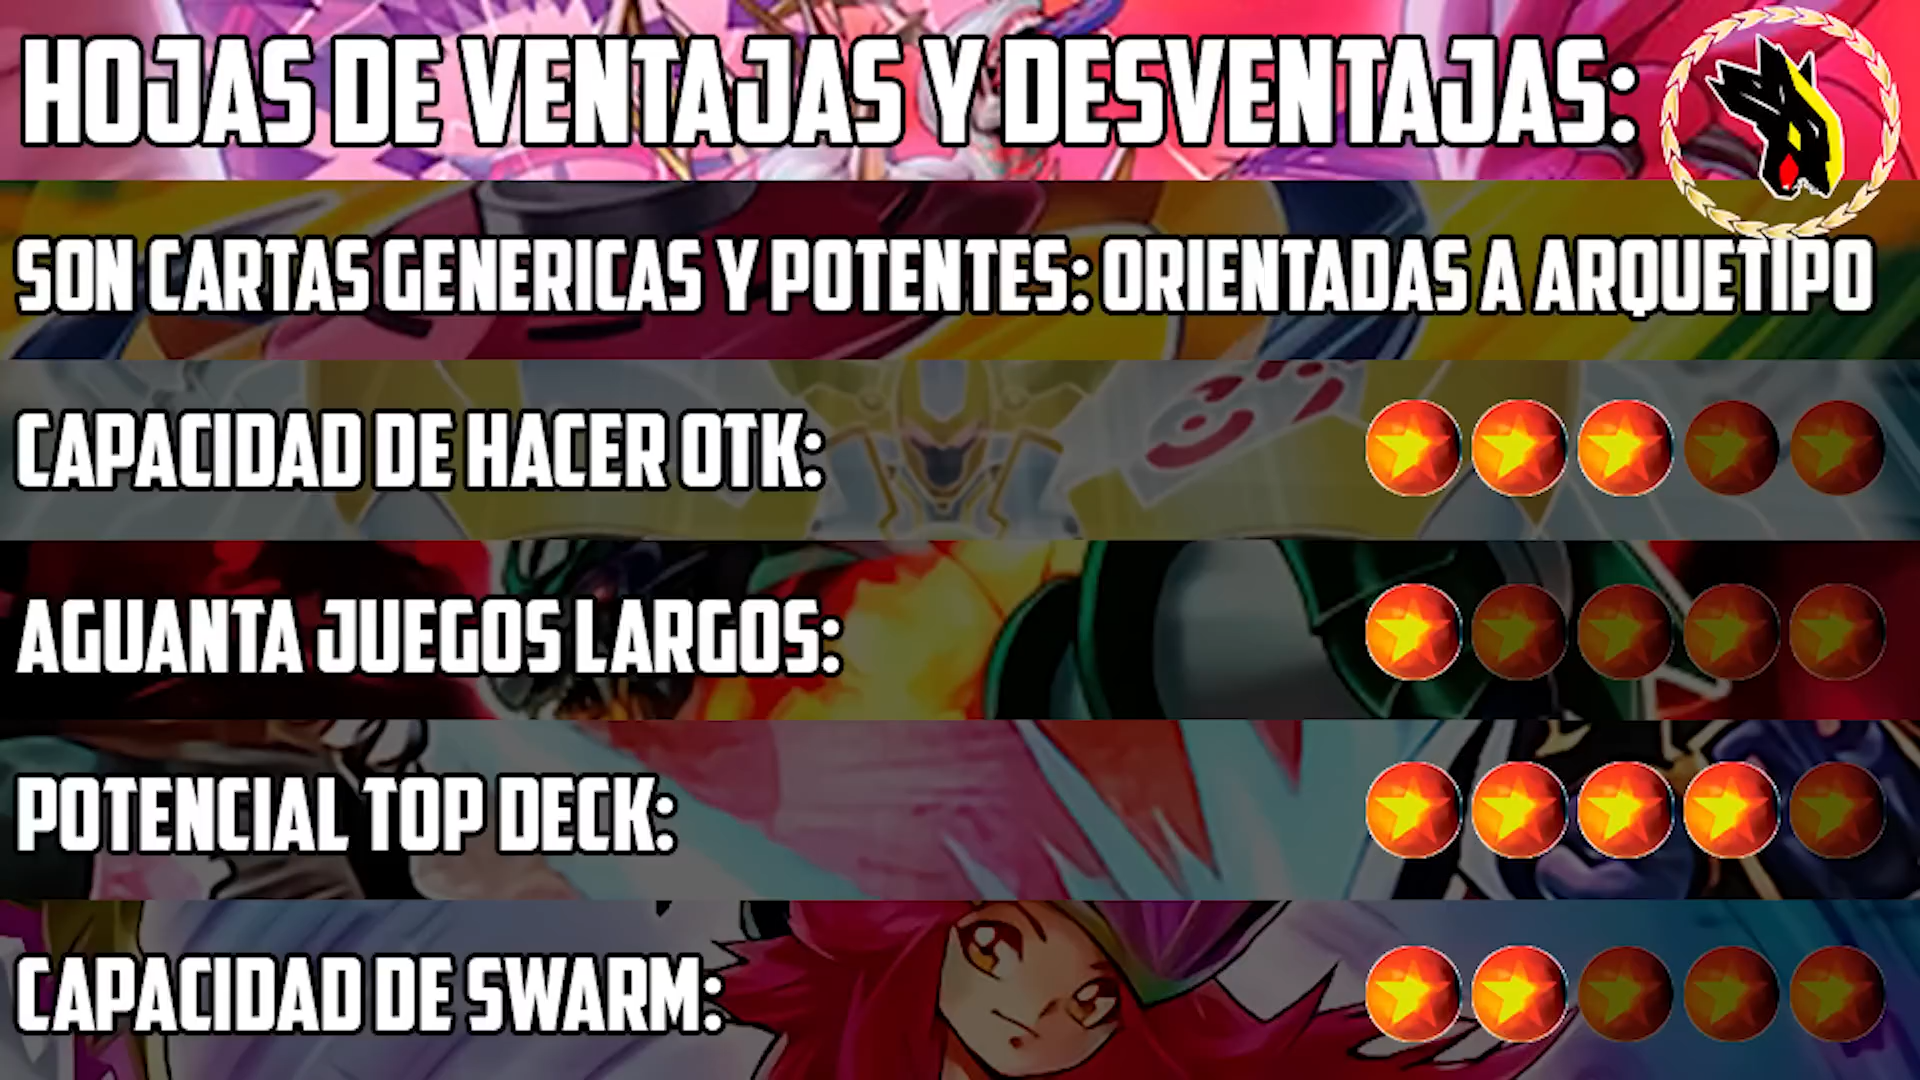 HOJAS DE VENTAJAS Y DESVENTAJAS:
SON CARTAS GENERICAS Y POTENTES: ORIENTADAS A ARQUETIPO
CAPACIDAD DE HACER OTK:
AGUANTA JUEGOS LARGOS:
POTENCIAL TOP DECK:
CAPACIDAD DE SWARM: